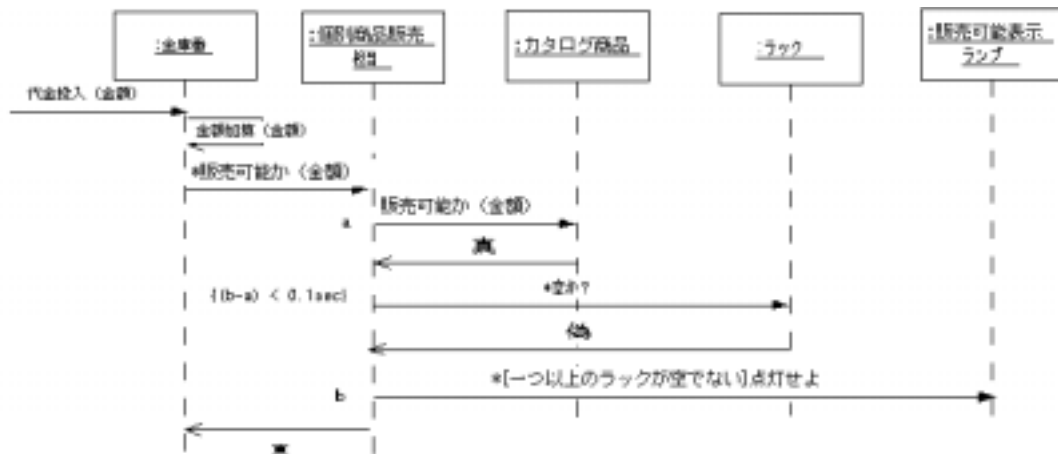 :金庫番
:個別商品販売
担当
:カタログ商品
:ラック
:販売可能表示
ランプ
代金投入（金額）
金額加算（金額）
*販売可能か（金額）
販売可能か（金額）
a
真
{(b-a) < 0.1sec}
*空か？
偽
*[一つ以上のラックが空でない]点灯せよ
b
真